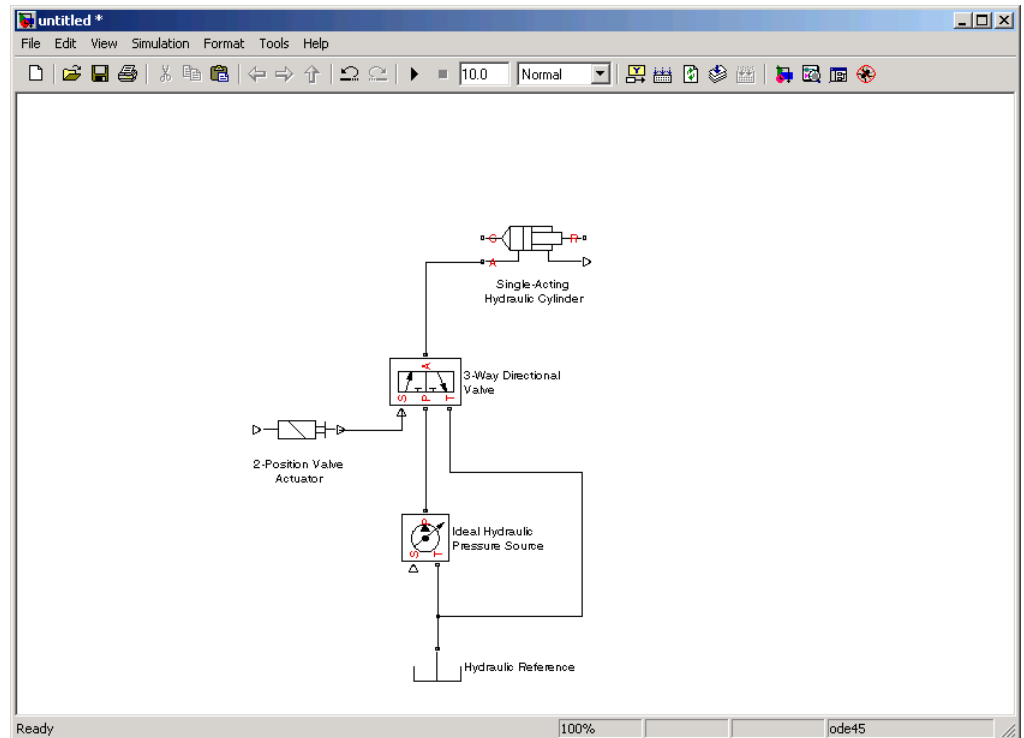 untitled *
File Edit View Simulation Format Tools Help
10.0 Normal
C R
A
Single-Acting
Hydraulic Cylinder
A
3-Way Directional
Valve
S P T
2-Position Valve
Actuator
P
Ideal Hydraulic
Pressure Source
S T
Hydraulic Reference
Ready 100% ode45